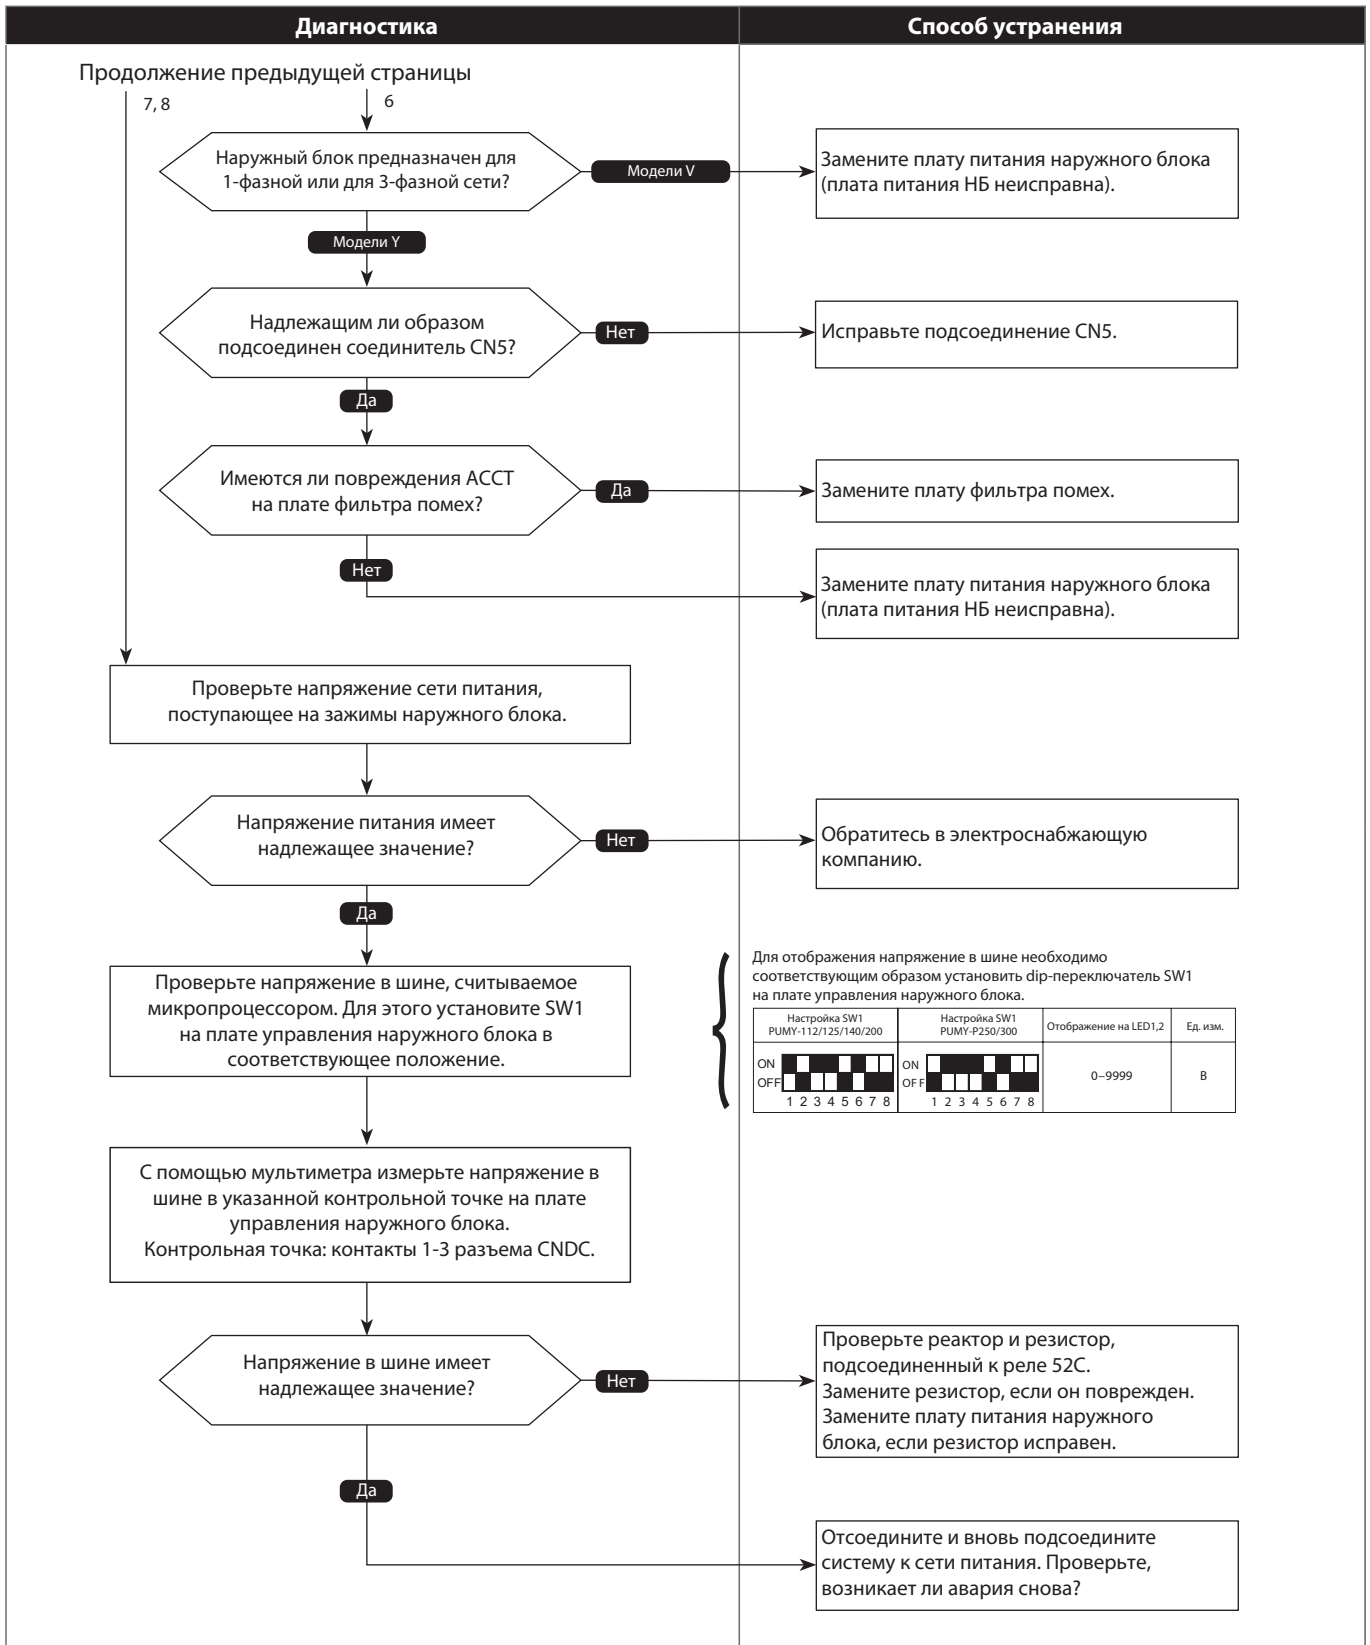 Диагностика
Способ устранения
Продолжение предыдущей страницы
7, 8
6
Наружный блок предназначен для
1-фазной или для 3-фазной сети?
Модели V
Замените плату питания наружного блока
(плата питания НБ неисправна).
Модели Y
Надлежащим ли образом
подсоединен соединитель CN5?
Нет
Исправьте подсоединение CN5.
Да
Имеются ли повреждения ACCT
на плате фильтра помех?
Да
Замените плату фильтра помех.
Нет
Замените плату питания наружного блока
(плата питания НБ неисправна).
Проверьте напряжение сети питания,
поступающее на зажимы наружного блока.
Напряжение питания имеет
надлежащее значение?
Нет
Обратитесь в электроснабжающую
компанию.
Да
Проверьте напряжение в шине, считываемое
микропроцессором. Для этого установите SW1
на плате управления наружного блока в
соответствующее положение.
Для отображения напряжение в шине необходимо
соответствующим образом установить dip-переключатель SW1
на плате управления наружного блока.
Настройка SW1
PUMY-112/125/140/200
Настройка SW1
PUMY-P250/300
Отображение на LED1,2
Ед. изм.
ON
OFF
1 2 3 4 5 6 7 8
ON
OFF
1 2 3 4 5 6 7 8
0–9999
В
С помощью мультиметра измерьте напряжение в
шине в указанной контрольной точке на плате
управления наружного блока.
Контрольная точка: контакты 1-3 разъема CNDC.
Напряжение в шине имеет
надлежащее значение?
Нет
Проверьте реактор и резистор,
подсоединенный к реле 52C.
Замените резистор, если он поврежден.
Замените плату питания наружного
блока, если резистор исправен.
Да
Отсоедините и вновь подсоедините
систему к сети питания. Проверьте,
возникает ли авария снова?